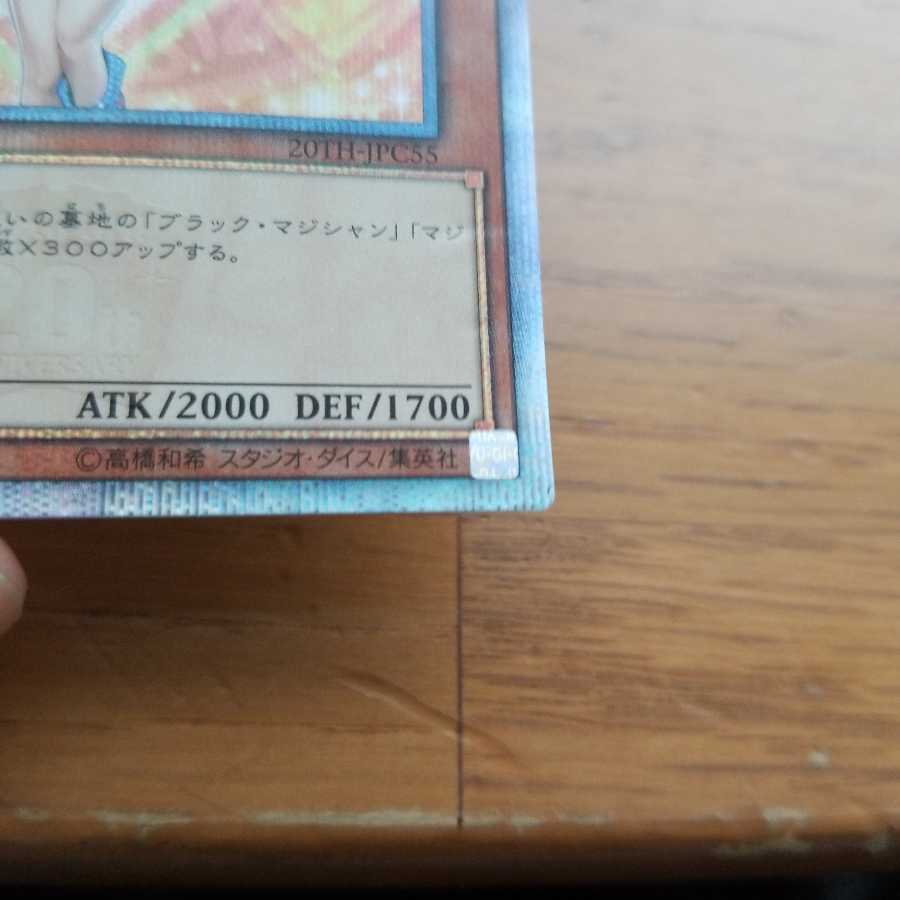 20TH-JPC55
いの墓地の「ブラック・マジシャン」「マジ
数×300アップする。
20th
ANNIVERSARY
ATK/2000 DEF/1700
©高橋和希 スタジオ・ダイス/集英社